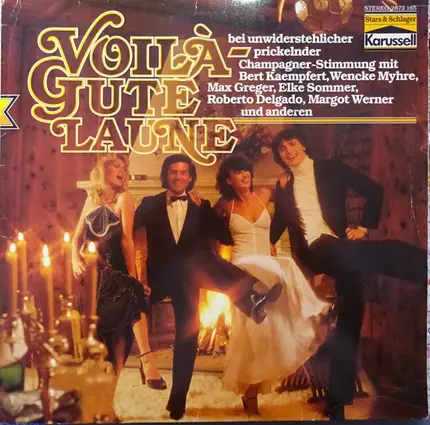 STEREO 2872 165
Stars & Schlager
Karussell
VOILÀ-
GUTE
LAUNE
bei unwiderstehlicher
prickelnder
Champagner-Stimmung mit
Bert Kaempfert, Wencke Myhre,
Max Greger, Elke Sommer,
Roberto Delgado, Margot Werner
und anderen